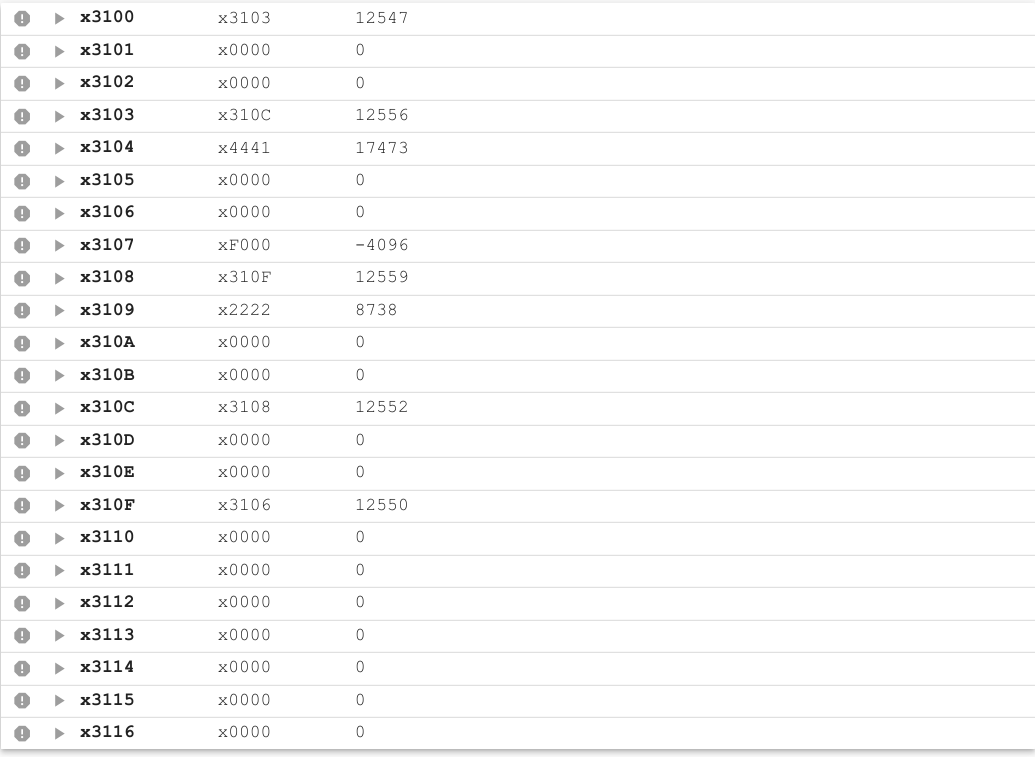 x3100 x3103 12547
x3101 x0000 0
x3102 x0000 0
x3103 x310C 12556
x3104 x4441 17473
x3105 x0000 0
x3106 x0000 0
x3107 xF000 -4096
x3108 x310F 12559
x3109 x2222 8738
x310A x0000 0
x310B x0000 0
x310C x3108 12552
x310D x0000 0
x310E x0000 0
x310F x3106 12550
x3110 x0000 0
x3111 x0000 0
x3112 x0000 0
x3113 x0000 0
x3114 x0000 0
x3115 x0000 0
x3116 x0000 0